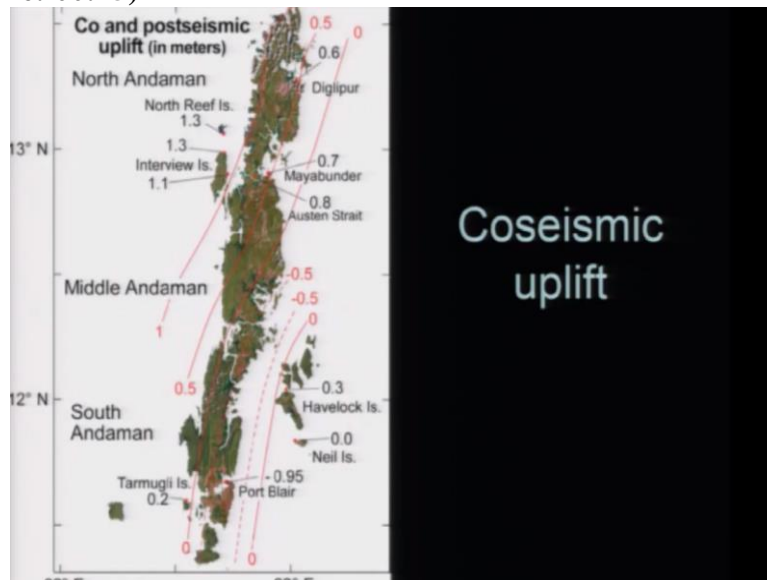 Co and postseismic
uplift (in meters)
0.5
0
North Andaman
0.6
Diglipur
North Reef Is.
1.3
13° N
1.3
Interview Is.
1.1
0.7
Mayabunder
0.8
Austen Strait
Coseismic
uplift
Middle Andaman
-0.5
-0.5
0
1
0.5
12° N
0.3
Havelock Is.
South
Andaman
0.0
Neil Is.
Tarmugli Is.
0.2
-0.95
Port Blair
0
0